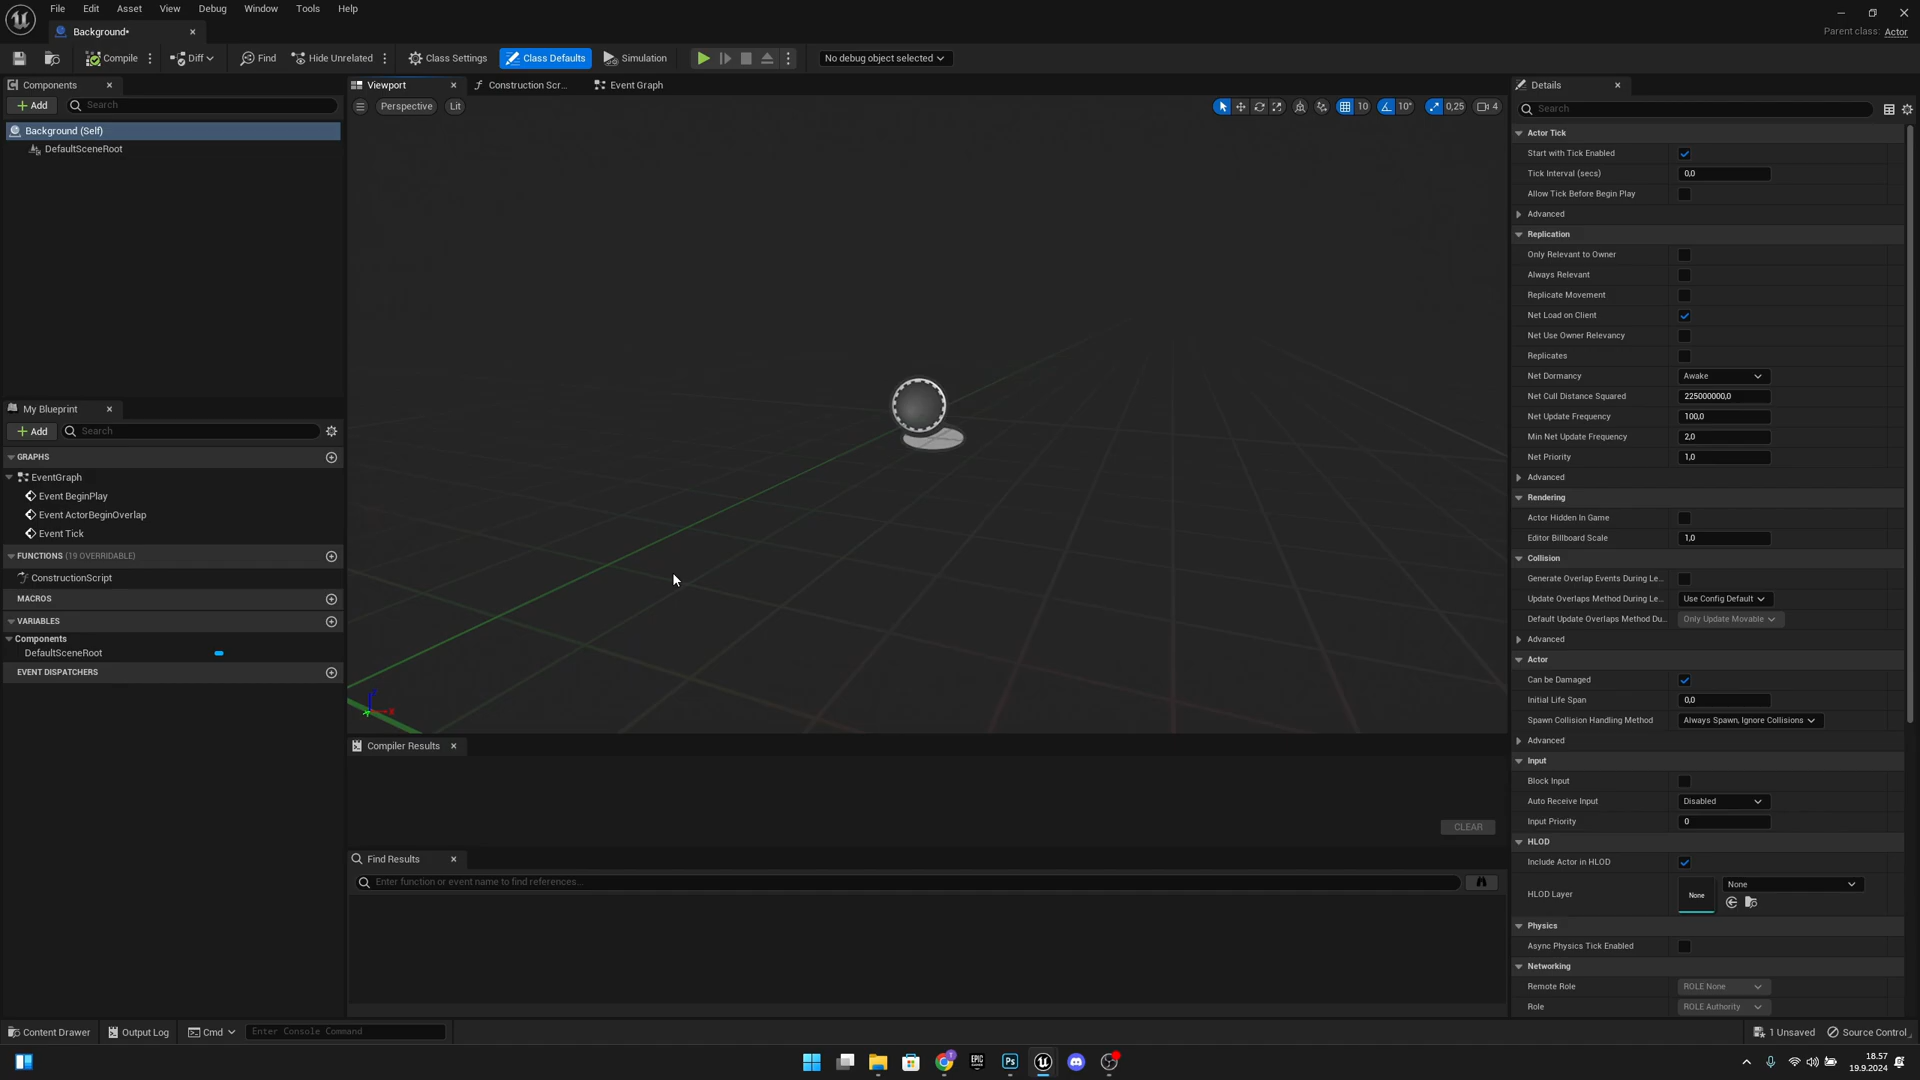 File Edit Asset View Debug Window Tools Help
Background*
Parent class: Actor
Compile Diff Find Hide Unrelated Class Settings Class Defaults Simulation No debug object selected
Components
Add Search
Background (Self)
DefaultSceneRoot
My Blueprint
Add Search
GRAPHS
EventGraph
Event BeginPlay
Event ActorBeginOverlap
Event Tick
FUNCTIONS (19 OVERRIDABLE)
ConstructionScript
MACROS
VARIABLES
Components
DefaultSceneRoot
EVENT DISPATCHERS
Viewport Construction Scr... Event Graph
Perspective Lit 10 10° 0,25 4
X
Compiler Results
CLEAR
Find Results
Enter function or event name to find references...
Details
Search
Actor Tick
Start with Tick Enabled
Tick Interval (secs) 0,0
Allow Tick Before Begin Play
Advanced
Replication
Only Relevant to Owner
Always Relevant
Replicate Movement
Net Load on Client
Net Use Owner Relevancy
Replicates
Net Dormancy Awake
Net Cull Distance Squared 225000000,0
Net Update Frequency 100,0
Min Net Update Frequency 2,0
Net Priority 1,0
Advanced
Rendering
Actor Hidden In Game
Editor Billboard Scale 1,0
Collision
Generate Overlap Events During Le...
Update Overlaps Method During Le... Use Config Default
Default Update Overlaps Method Du... Only Update Movable
Advanced
Actor
Can be Damaged
Initial Life Span 0,0
Spawn Collision Handling Method Always Spawn, Ignore Collisions
Advanced
Input
Block Input
Auto Receive Input Disabled
Input Priority 0
HLOD
Include Actor in HLOD
HLOD Layer None None
Physics
Async Physics Tick Enabled
Networking
Remote Role ROLE None
Role ROLE Authority
Content Drawer Output Log Cmd Enter Console Command 1 Unsaved Source Control
Ps EPIC
18.57
19.9.2024